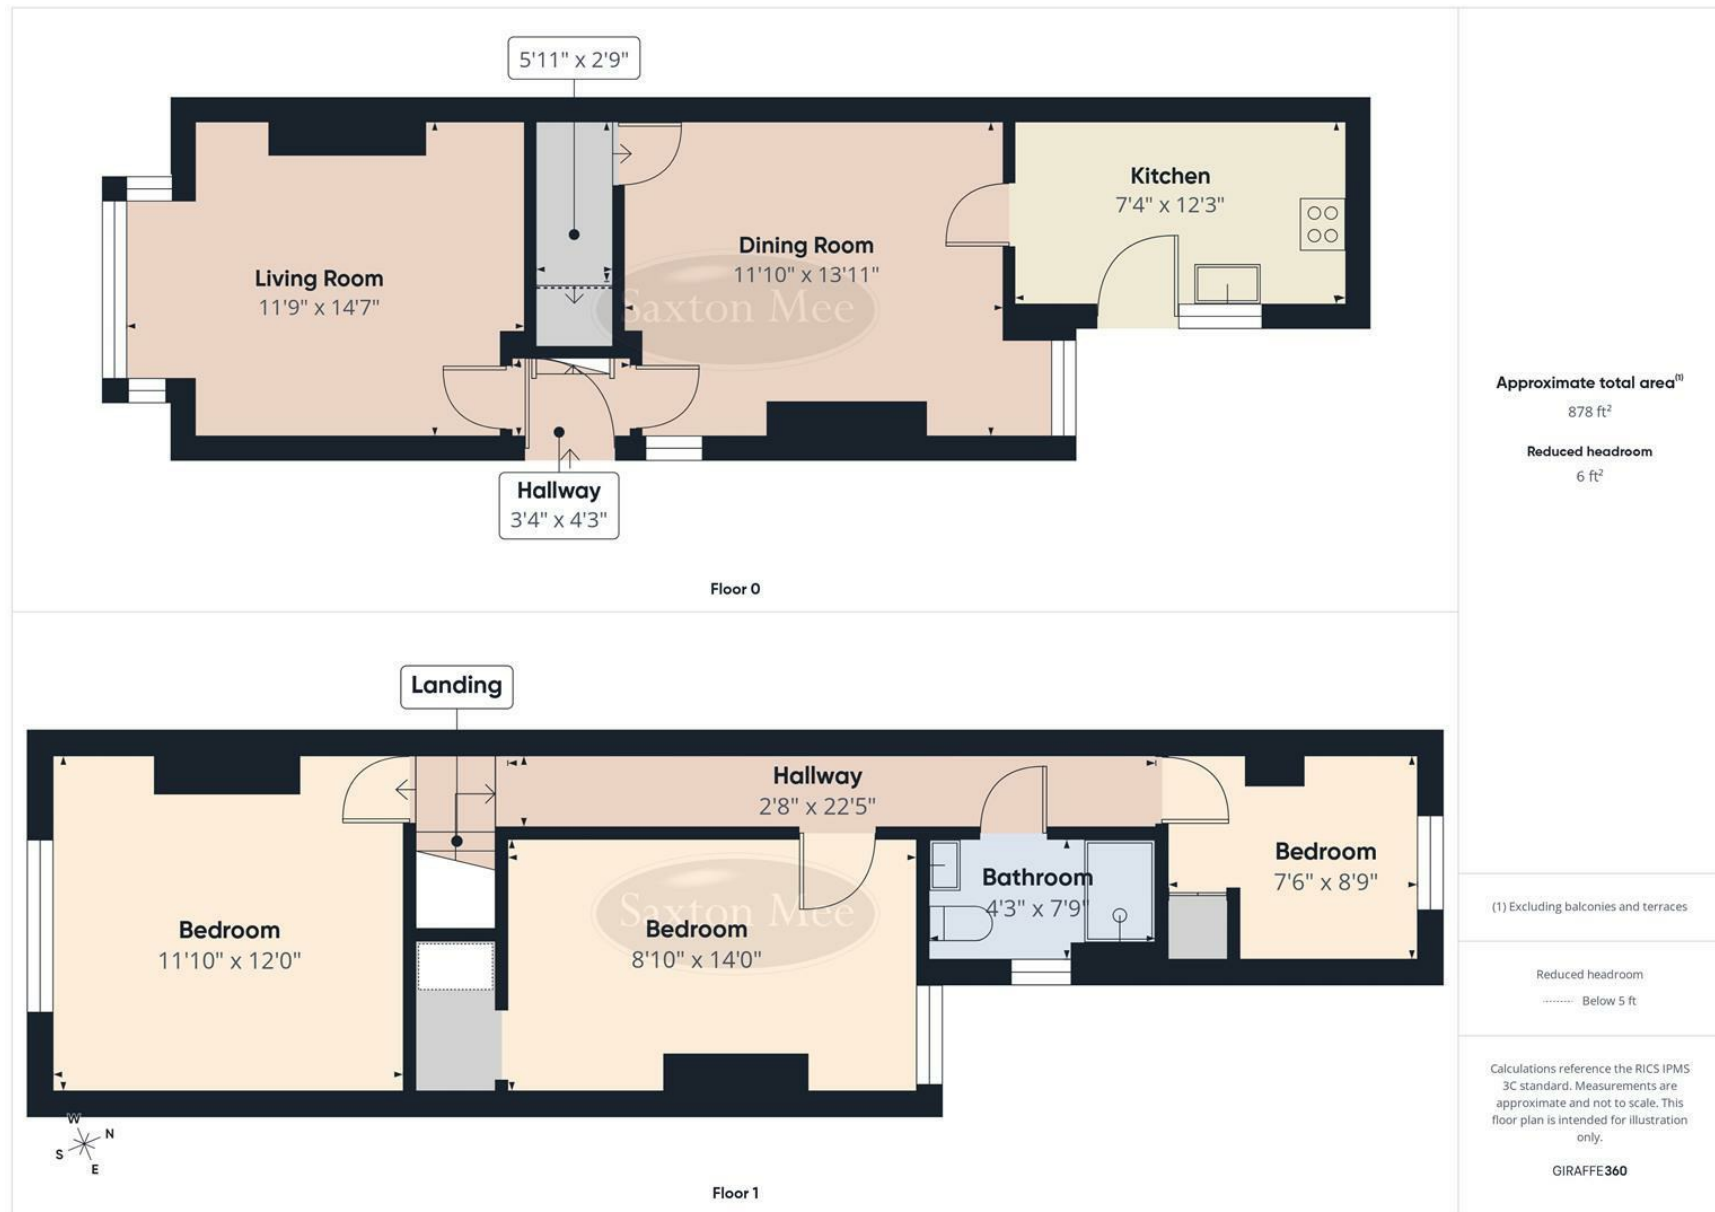 5'11" x 2'9"
Living Room
11'9" x 14'7"
Dining Room
11'10" x 13'11"
Saxton Mee
Kitchen
7'4" x 12'3"
Hallway
3'4" x 4'3"
Floor 0
Landing
Hallway
2'8" x 22'5"
Bedroom
11'10" x 12'0"
Saxton Mee
Bedroom
8'10" x 14'0"
Bathroom
4'3" x 7'9"
Bedroom
7'6" x 8'9"
W
N
S
E
Floor 1
Approximate total area(1)
878 ft²
Reduced headroom
6 ft²
(1) Excluding balconies and terraces
Reduced headroom
Below 5 ft
Calculations reference the RICS IPMS
3C standard. Measurements are
approximate and not to scale. This
floor plan is intended for illustration
only.
GIRAFFE360